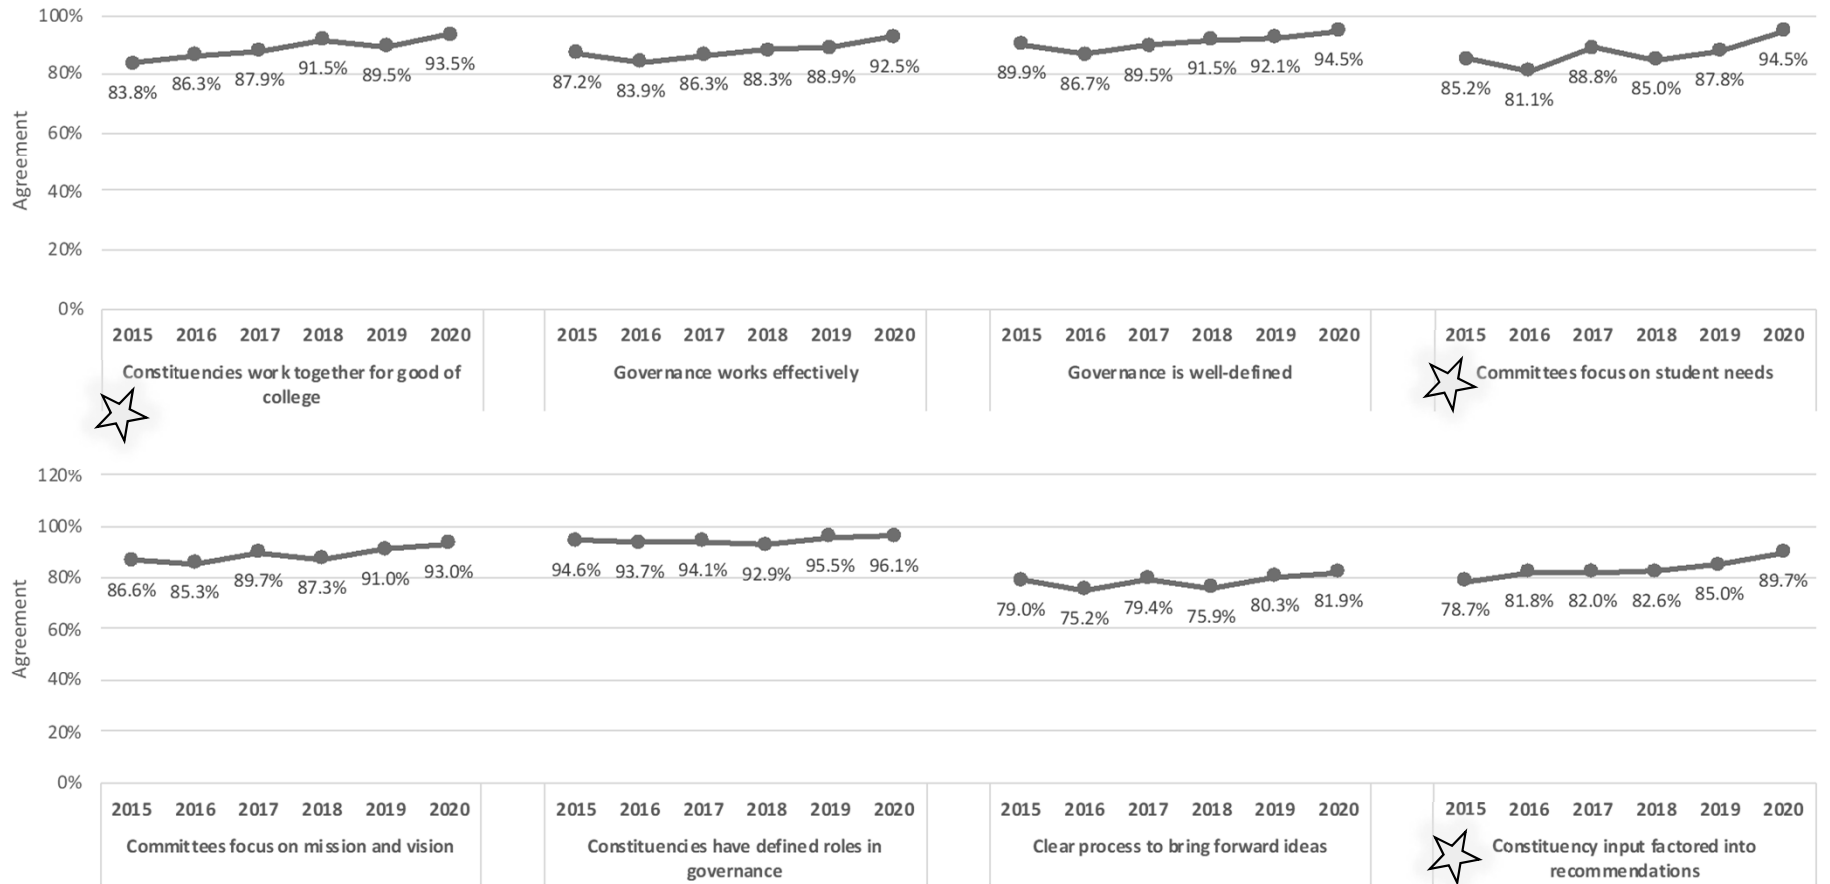 100%
80%
60%
40%
20%
0%
Agreement
83.8% 86.3% 87.9% 91.5% 89.5% 93.5%
87.2% 83.9% 86.3% 88.3% 88.9% 92.5%
89.9% 86.7% 89.5% 91.5% 92.1% 94.5%
85.2% 81.1% 88.8% 85.0% 87.8% 94.5%
2015 2016 2017 2018 2019 2020
2015 2016 2017 2018 2019 2020
2015 2016 2017 2018 2019 2020
2015 2016 2017 2018 2019 2020
Constituencies work together for good of
college
Governance works effectively
Governance is well-defined
Committees focus on student needs
120%
100%
80%
60%
40%
20%
0%
Agreement
86.6% 85.3% 89.7% 87.3% 91.0% 93.0%
94.6% 93.7% 94.1% 92.9% 95.5% 96.1%
79.0% 75.2% 79.4% 75.9% 80.3% 81.9%
78.7% 81.8% 82.0% 82.6% 85.0% 89.7%
2015 2016 2017 2018 2019 2020
2015 2016 2017 2018 2019 2020
2015 2016 2017 2018 2019 2020
2015 2016 2017 2018 2019 2020
Committees focus on mission and vision
Constituencies have defined roles in
governance
Clear process to bring forward ideas
Constituency input factored into
recommendations